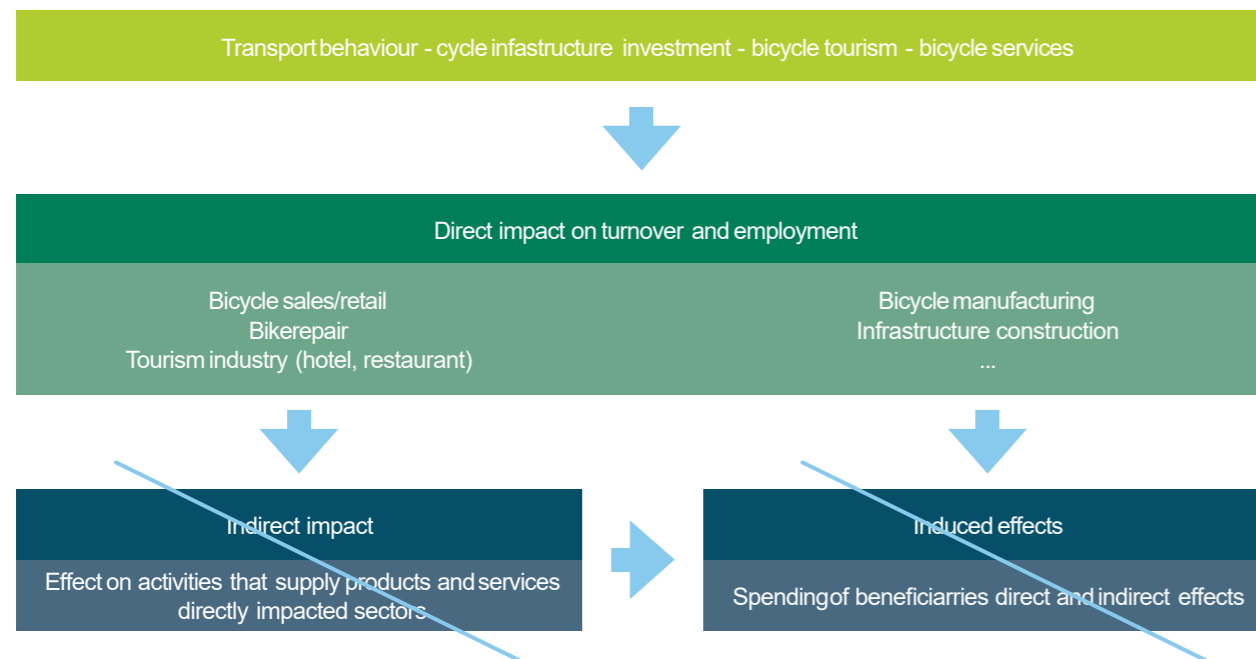 Transport behaviour - cycle infastructure investment - bicycle tourism - bicycle services
Direct impact on turnover and employment
Bicycle sales/retail
Bikerepair
Tourism industry (hotel, restaurant)
Bicycle manufacturing
Infrastructure construction
...
Indirect impact
Effect on activities that supply products and services
directly impacted sectors
Induced effects
Spending of beneficiarries direct and indirect effects